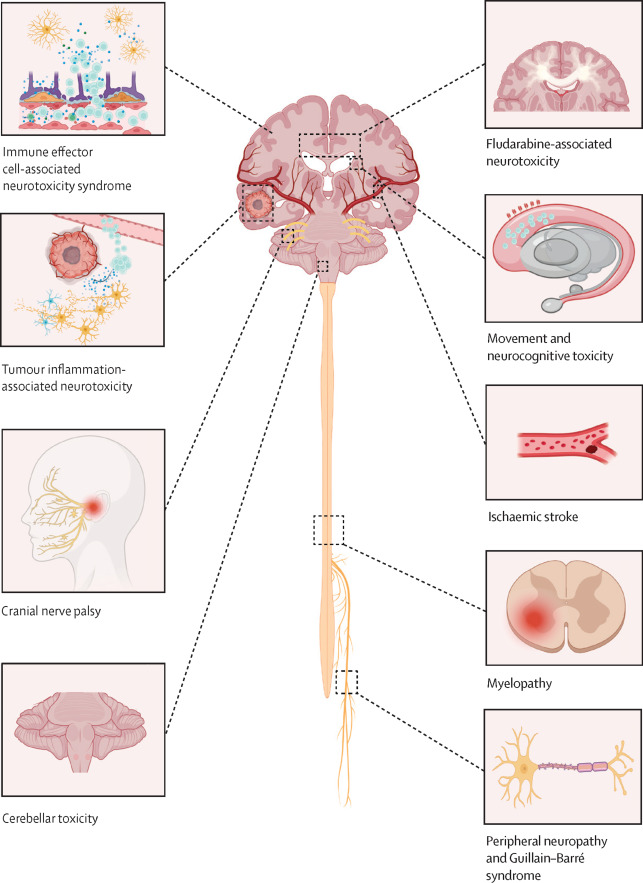 Immune effector
cell-associated
neurotoxicity syndrome
Tumour inflammation-
associated neurotoxicity
Cranial nerve palsy
Cerebellar toxicity
Fludarabine-associated
neurotoxicity
Movement and
neurocognitive toxicity
Ischaemic stroke
Myelopathy
Peripheral neuropathy
and Guillain–Barré
syndrome